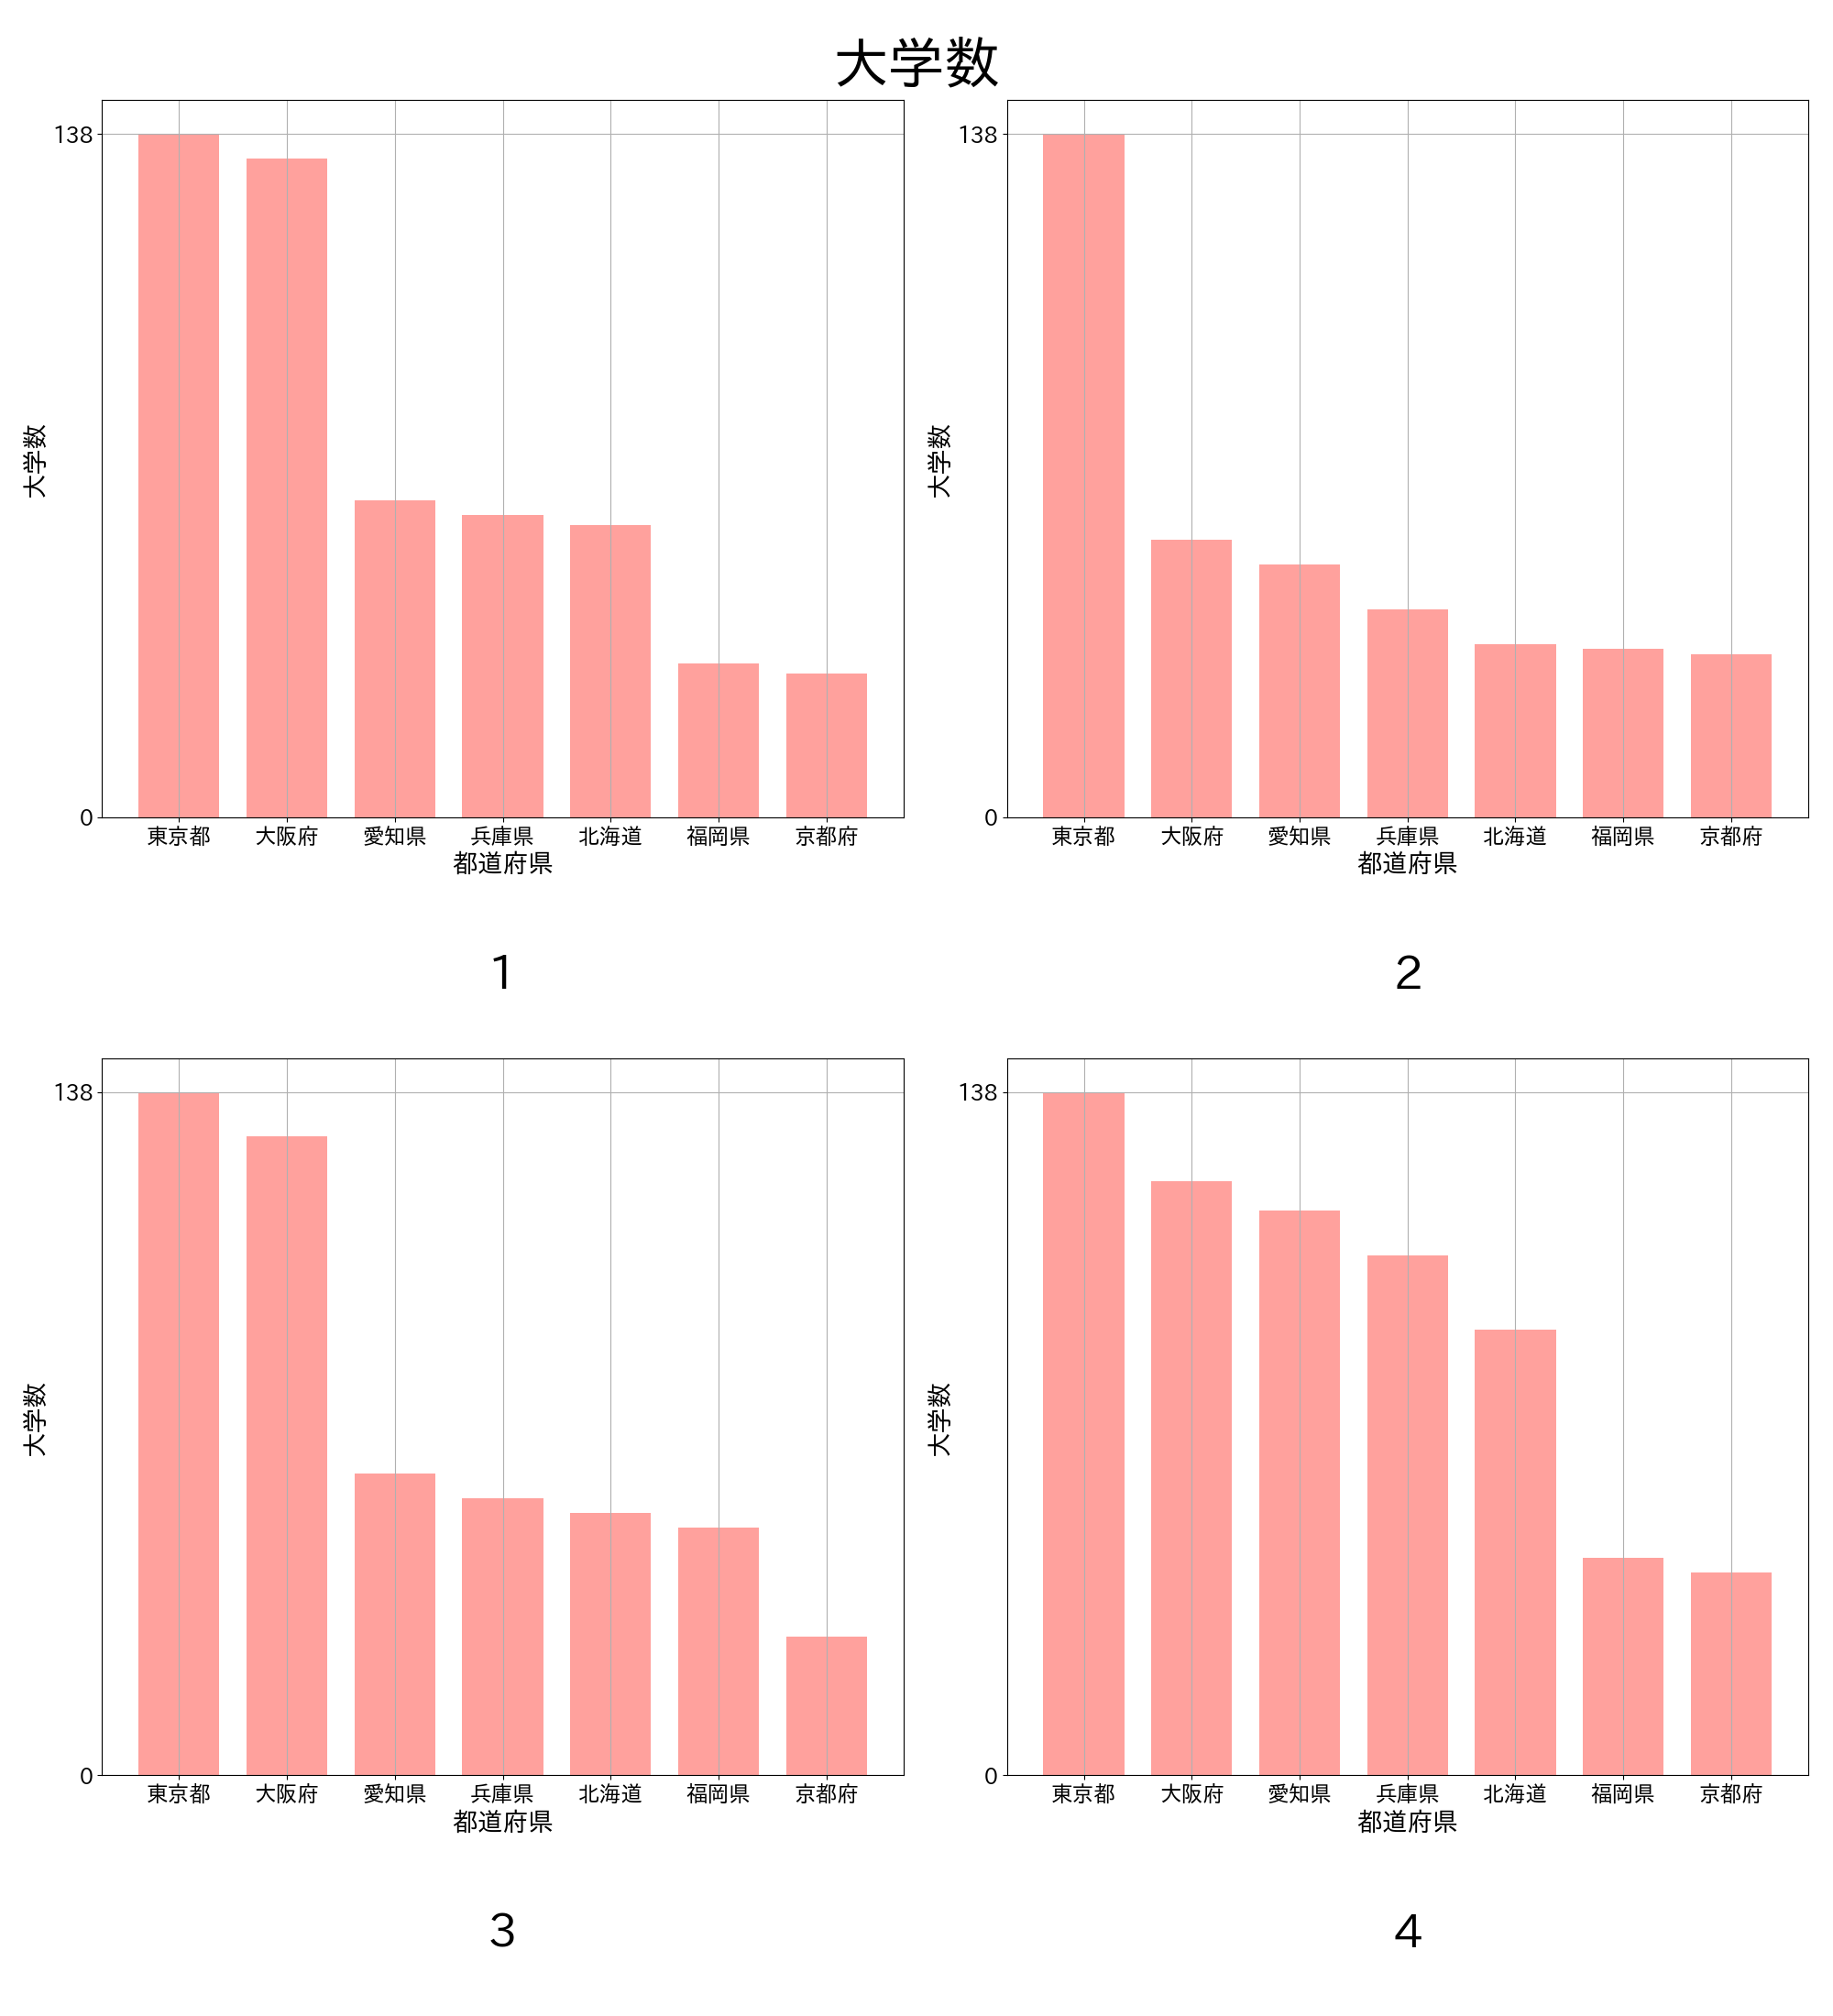 大学数
138
0
大学数
東京都 大阪府 愛知県 兵庫県 北海道 福岡県 京都府
都道府県
1
138
0
大学数
東京都 大阪府 愛知県 兵庫県 北海道 福岡県 京都府
都道府県
2
138
0
大学数
東京都 大阪府 愛知県 兵庫県 北海道 福岡県 京都府
都道府県
3
138
0
大学数
東京都 大阪府 愛知県 兵庫県 北海道 福岡県 京都府
都道府県
4